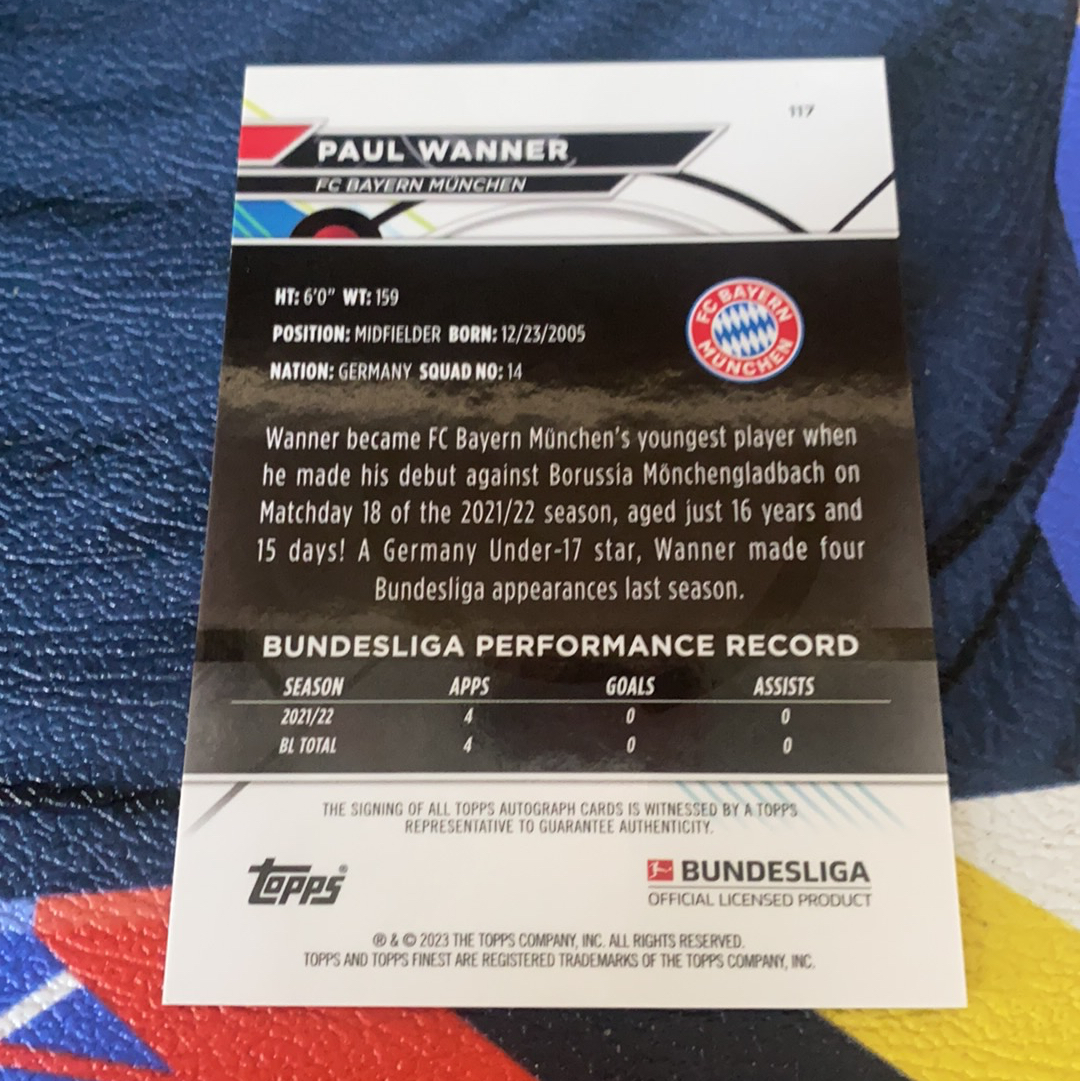 117
PAUL WANNER
FC BAYERN MÜNCHEN
HT: 6'0" WT: 159
POSITION: MIDFIELDER BORN: 12/23/2005
NATION: GERMANY SQUAD NO: 14
FC BAYERN
MÜNCHEN
Wanner became FC Bayern München's youngest player when
he made his debut against Borussia Mönchengladbach on
Matchday 18 of the 2021/22 season, aged just 16 years and
15 days! A Germany Under-17 star, Wanner made four
Bundesliga appearances last season.
BUNDESLIGA PERFORMANCE RECORD
SEASON APPS GOALS ASSISTS
2021/22 4 0 0
BL TOTAL 4 0 0
THE SIGNING OF ALL TOPPS AUTOGRAPH CARDS IS WITNESSED BY A TOPPS
REPRESENTATIVE TO GUARANTEE AUTHENTICITY.
topps®
BUNDESLIGA
OFFICIAL LICENSED PRODUCT
® & © 2023 THE TOPPS COMPANY, INC. ALL RIGHTS RESERVED.
TOPPS AND TOPPS FINEST ARE REGISTERED TRADEMARKS OF THE TOPPS COMPANY, INC.